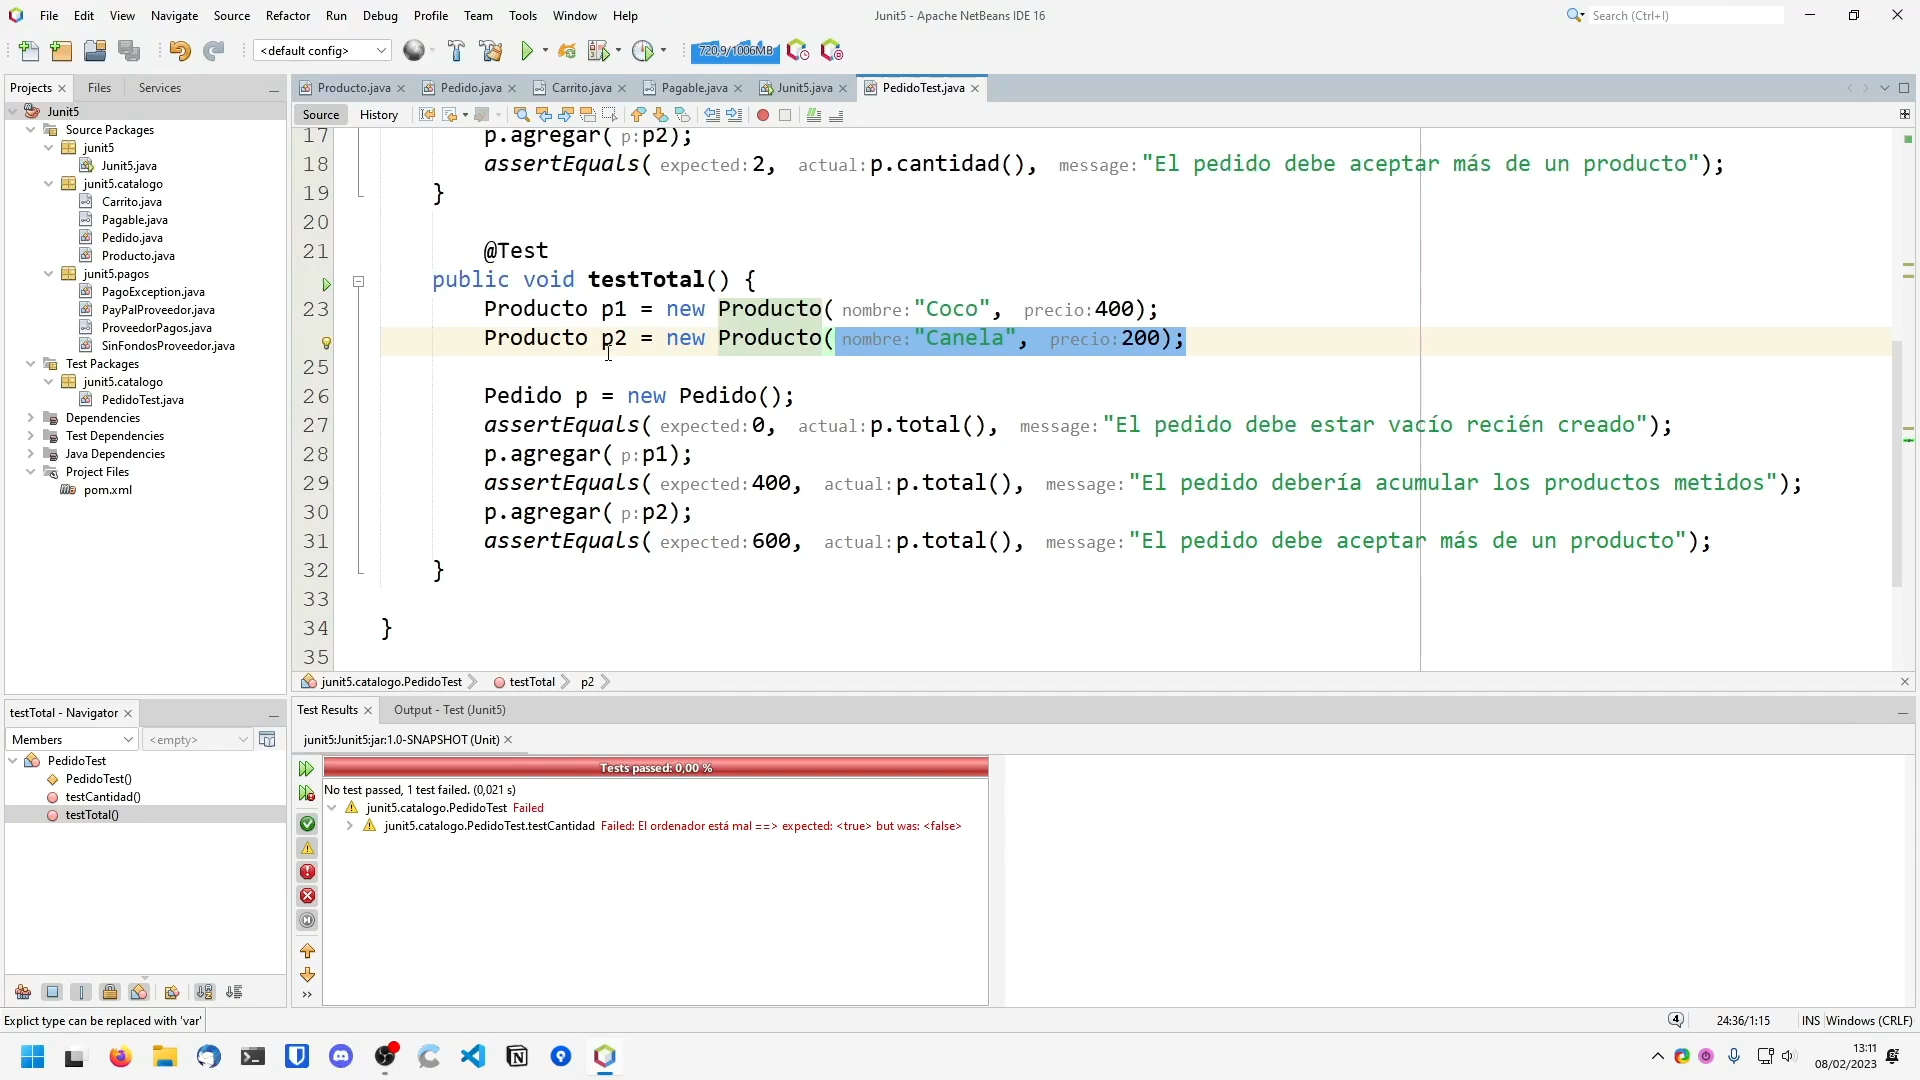 File Edit View Navigate Source Refactor Run Debug Profile Team Tools Window Help
Junit5 - Apache NetBeans IDE 16
Search (Ctrl+I)
<default config>
720,9/1006MB
Projects Files Services
Producto.java Pedido.java Carrito.java Pagable.java Junit5.java PedidoTest.java
Source History
Junit5
Source Packages
junit5
Junit5.java
junit5.catalogo
Carrito.java
Pagable.java
Pedido.java
Producto.java
junit5.pagos
PagoException.java
PayPalProveedor.java
ProveedorPagos.java
SinFondosProveedor.java
Test Packages
junit5.catalogo
PedidoTest.java
Dependencies
Test Dependencies
Java Dependencies
Project Files
pom.xml
17 p.agregar( p: p2);
18 assertEquals( expected: 2, actual: p.cantidad(), message: "El pedido debe aceptar más de un producto");
19 }
20
21 @Test
public void testTotal() {
23 Producto p1 = new Producto( nombre: "Coco", precio: 400);
Producto p2 = new Producto( nombre: "Canela", precio: 200);
25
26 Pedido p = new Pedido();
27 assertEquals( expected: 0, actual: p.total(), message: "El pedido debe estar vacío recién creado");
28 p.agregar( p: p1);
29 assertEquals( expected: 400, actual: p.total(), message: "El pedido debería acumular los productos metidos");
30 p.agregar( p: p2);
31 assertEquals( expected: 600, actual: p.total(), message: "El pedido debe aceptar más de un producto");
32 }
33
34 }
35
junit5.catalogo.PedidoTest testTotal p2
testTotal - Navigator
Members <empty>
PedidoTest
PedidoTest()
testCantidad()
testTotal()
Test Results Output - Test (Junit5)
junit5:Junit5:jar:1.0-SNAPSHOT (Unit)
Tests passed: 0,00 %
No test passed, 1 test failed. (0,021 s)
junit5.catalogo.PedidoTest Failed
junit5.catalogo.PedidoTest.testCantidad Failed: El ordenador está mal ==> expected: <true> but was: <false>
Explict type can be replaced with 'var'
4 24:36/1:15 INS Windows (CRLF)
13:11
08/02/2023